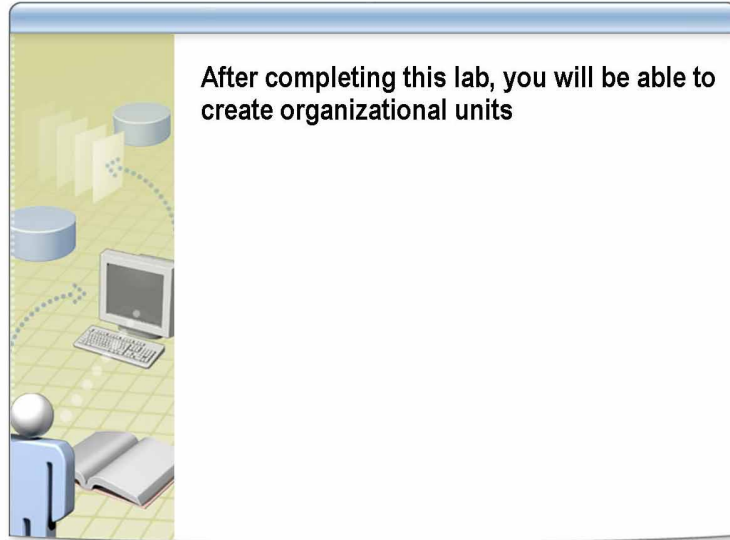 After completing this lab, you will be able to
create organizational units